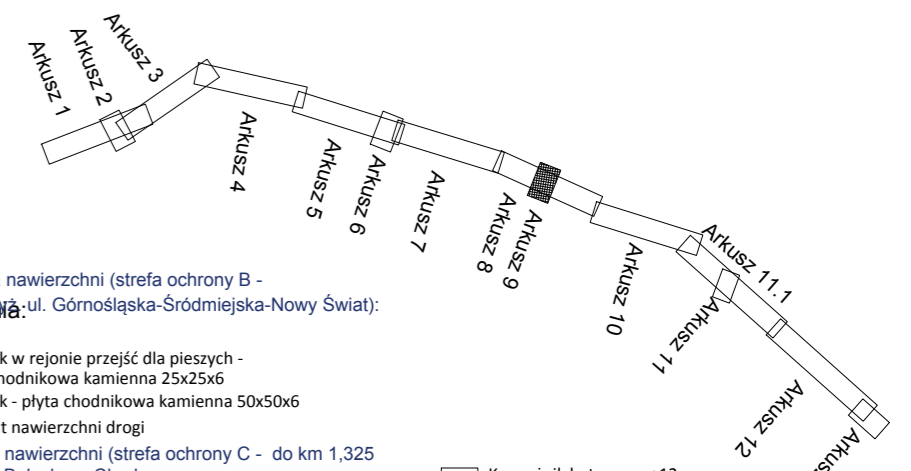 Arkusz 1
Arkusz 2
Arkusz 3
Arkusz 4
Arkusz 5
Arkusz 6
Arkusz 7
Arkusz 8
Arkusz 9
Arkusz 10
Arkusz 11.1
Arkusz 11
Arkusz 12
nawierzchni (strefa ochrony B -
ul. Górnośląska-Śródmiejska-Nowy Świat):
k w rejonie przejść dla pieszych -
hodnikowa kamienna 25x25x6
k - płyta chodnikowa kamienna 50x50x6
t nawierzchni drogi
nawierzchni (strefa ochrony C - do km 1,325